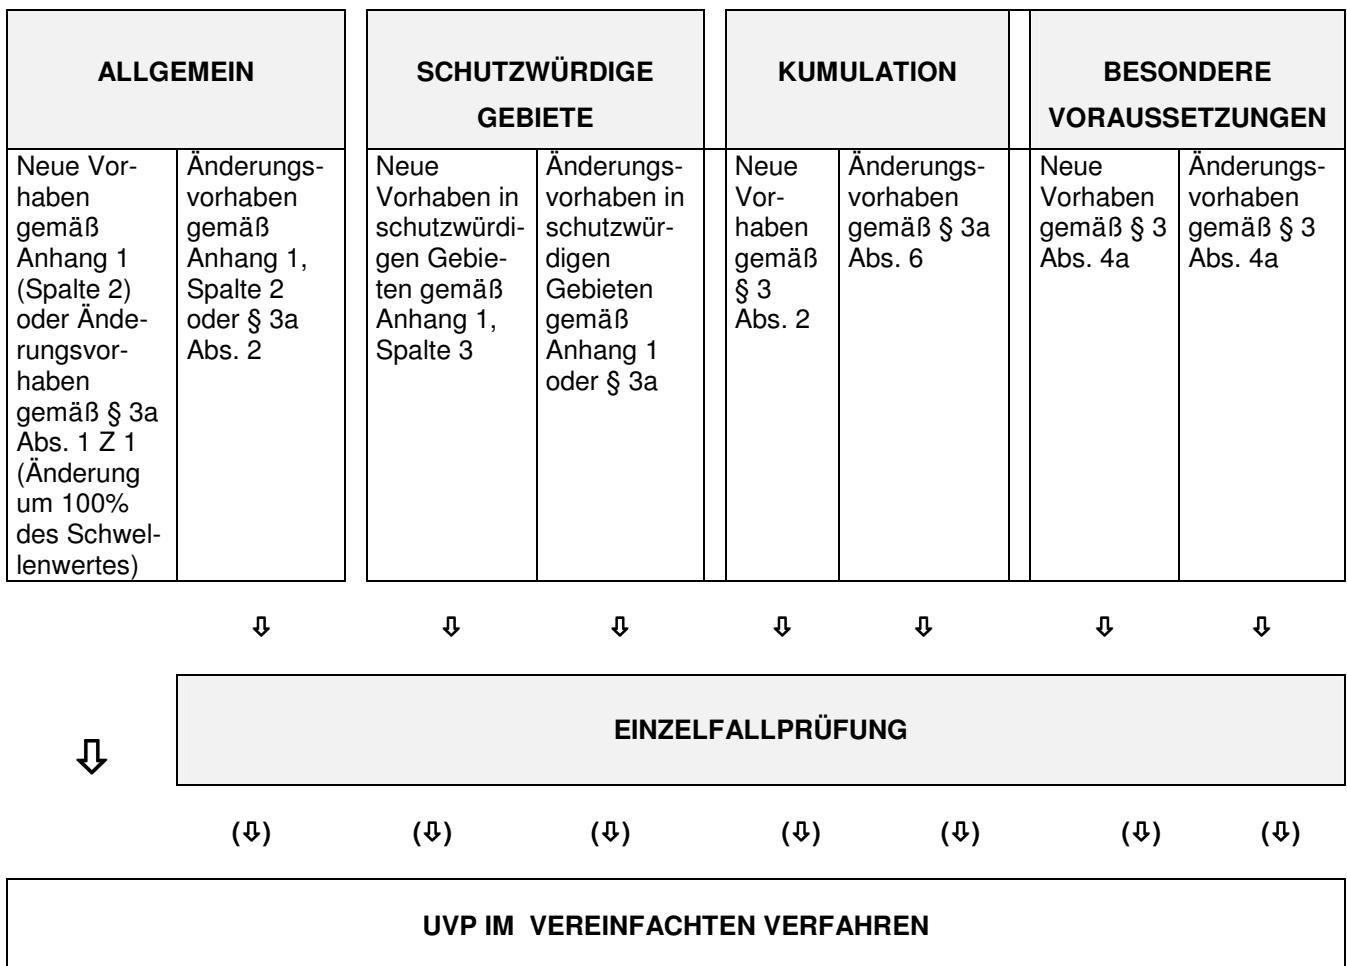 ALLGEMEIN
SCHUTZWÜRDIGE
GEBIETE
KUMULATION
BESONDERE
VORAUSSETZUNGEN
Neue Vor-
haben
gemäß
Anhang 1
(Spalte 2)
oder Ände-
rungsvor-
haben
gemäß § 3a
Abs. 1 Z 1
(Änderung
um 100%
des Schwel-
lenwertes)
Änderungs-
vorhaben
gemäß
Anhang 1,
Spalte 2
oder § 3a
Abs. 2
Neue
Vorhaben in
schutzwürdi-
gen Gebie-
ten gemäß
Anhang 1,
Spalte 3
Änderungs-
vorhaben in
schutzwür-
digen
Gebieten
gemäß
Anhang 1
oder § 3a
Neue
Vor-
haben
gemäß
§ 3
Abs. 2
Änderungs-
vorhaben
gemäß § 3a
Abs. 6
Neue
Vorhaben
gemäß § 3
Abs. 4a
Änderungs-
vorhaben
gemäß § 3
Abs. 4a
⇩ ⇩ ⇩ ⇩ ⇩ ⇩ ⇩
EINZELFALLPRÜFUNG
⇩
(⇩) (⇩) (⇩) (⇩) (⇩) (⇩) (⇩)
UVP IM VEREINFACHTEN VERFAHREN